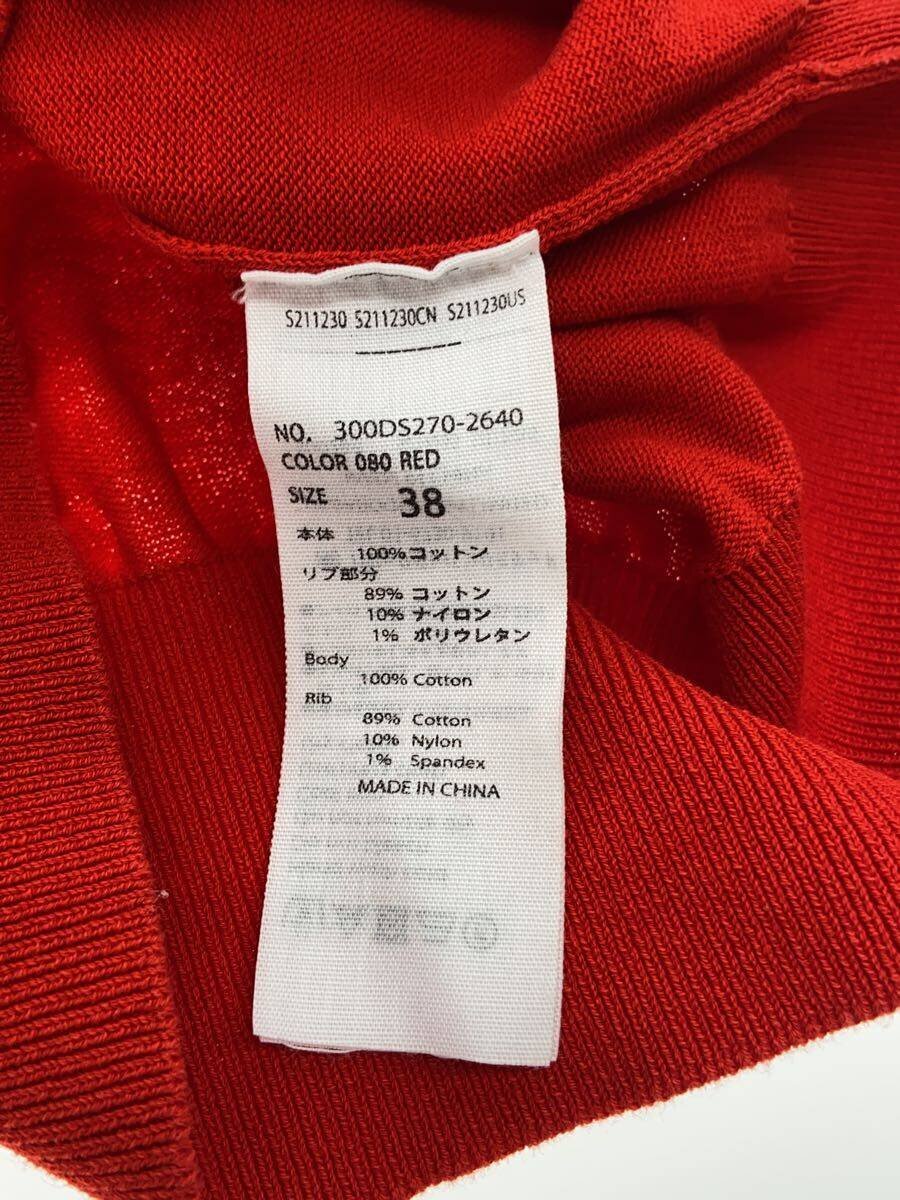 S211230 S211230CN S211230US
NO. 300DS270-2640
COLOR 080 RED
SIZE 38
本体
100% コットン
リブ部分
89% コットン
10% ナイロン
1% ポリウレタン
Body
100% Cotton
Rib
89% Cotton
10% Nylon
1% Spandex
MADE IN CHINA